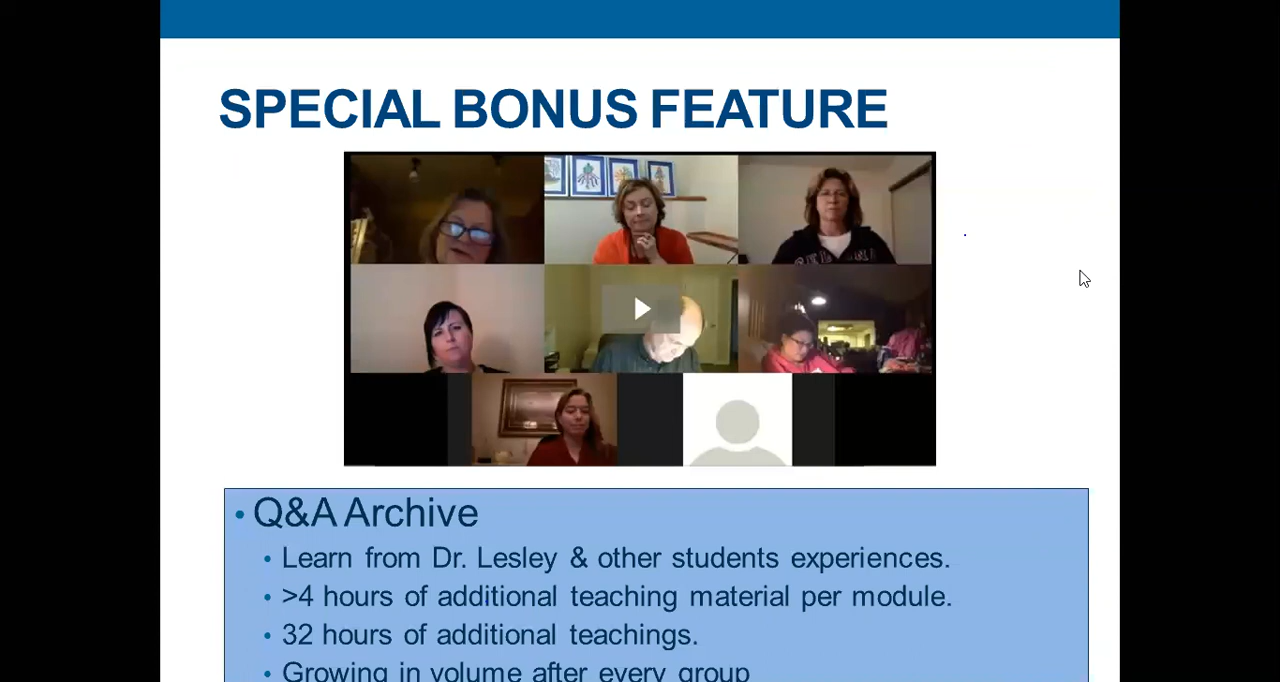 SPECIAL BONUS FEATURE
• Q&A Archive
• Learn from Dr. Lesley & other students experiences.
• >4 hours of additional teaching material per module.
• 32 hours of additional teachings.
• Growing in volume after every group